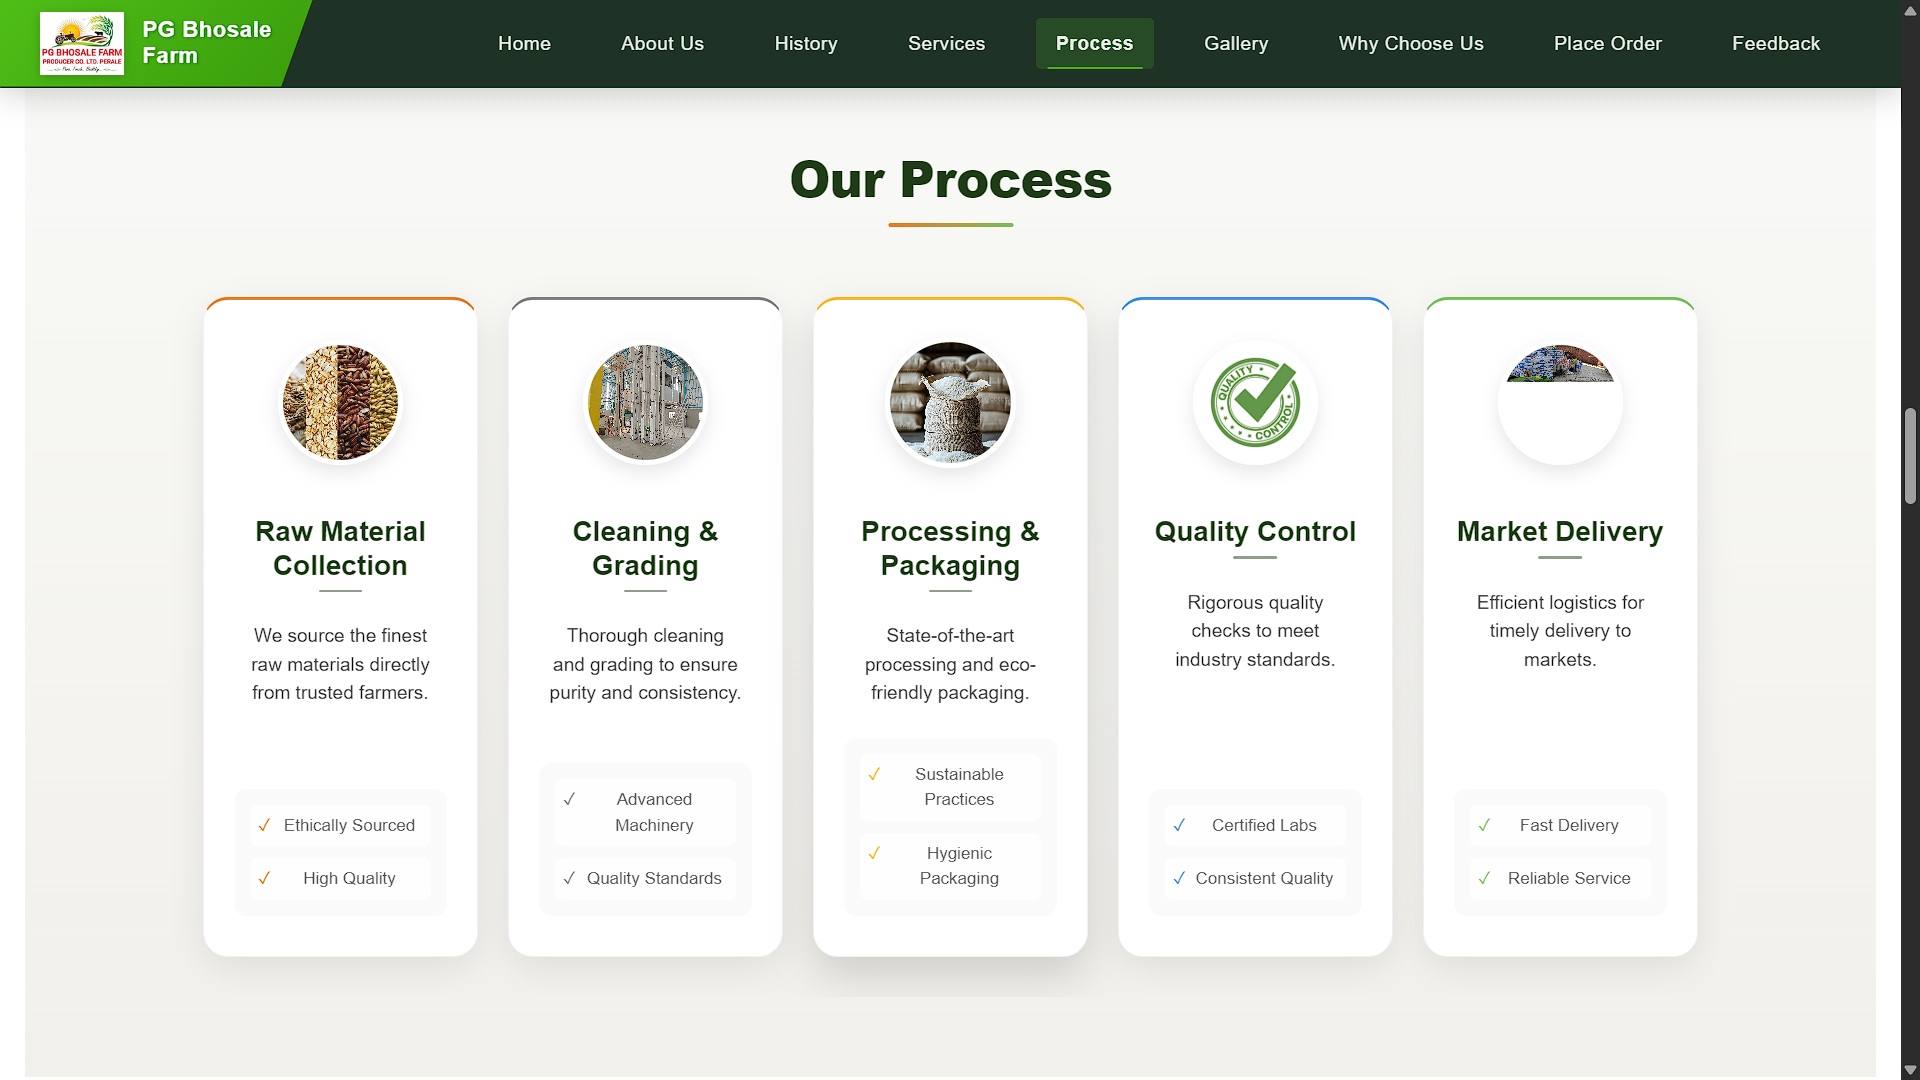 PG BHOSALE FARM
PRODUCER CO. LTD. PERALE
PG Bhosale
Farm
Home
About Us
History
Services
Process
Gallery
Why Choose Us
Place Order
Feedback
Our Process
Raw Material
Collection
We source the finest
raw materials directly
from trusted farmers.
✓ Ethically Sourced
✓ High Quality
Cleaning &
Grading
Thorough cleaning
and grading to ensure
purity and consistency.
✓ Advanced
Machinery
✓ Quality Standards
Processing &
Packaging
State-of-the-art
processing and eco-
friendly packaging.
✓ Sustainable
Practices
✓ Hygienic
Packaging
QUALITY
CONTROL
Quality Control
Rigorous quality
checks to meet
industry standards.
✓ Certified Labs
✓ Consistent Quality
Market Delivery
Efficient logistics for
timely delivery to
markets.
✓ Fast Delivery
✓ Reliable Service